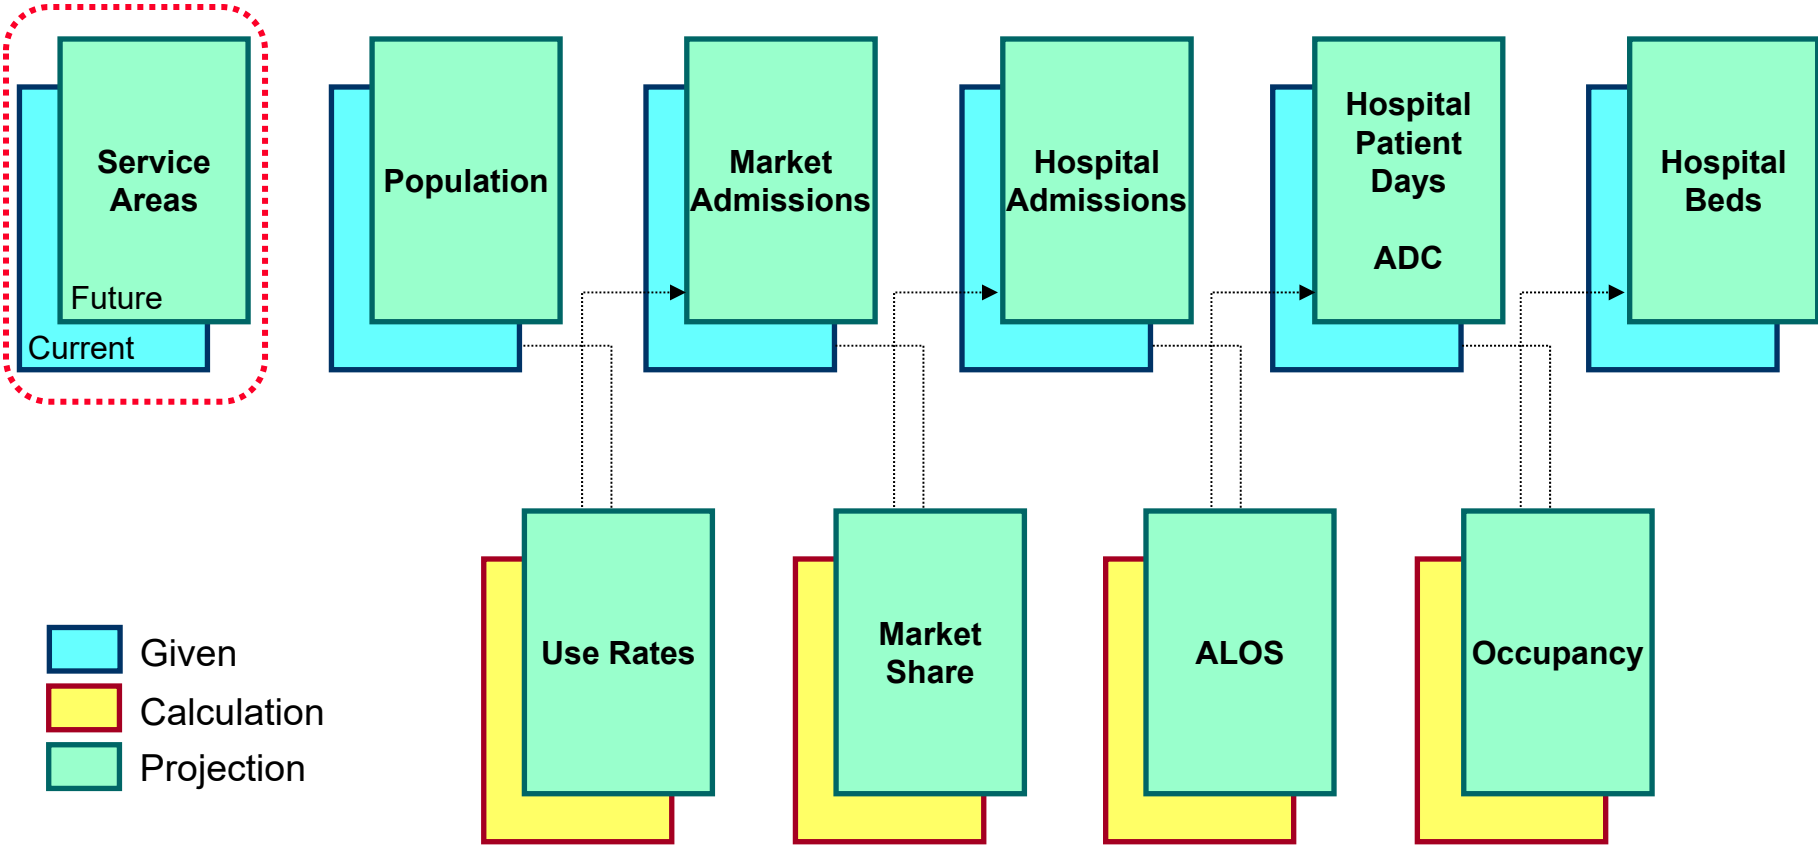 Service
Areas
Future
Current
Population
Market
Admissions
Hospital
Admissions
Hospital
Patient
Days
ADC
Hospital
Beds
Use Rates
Market
Share
ALOS
Occupancy
Given
Calculation
Projection